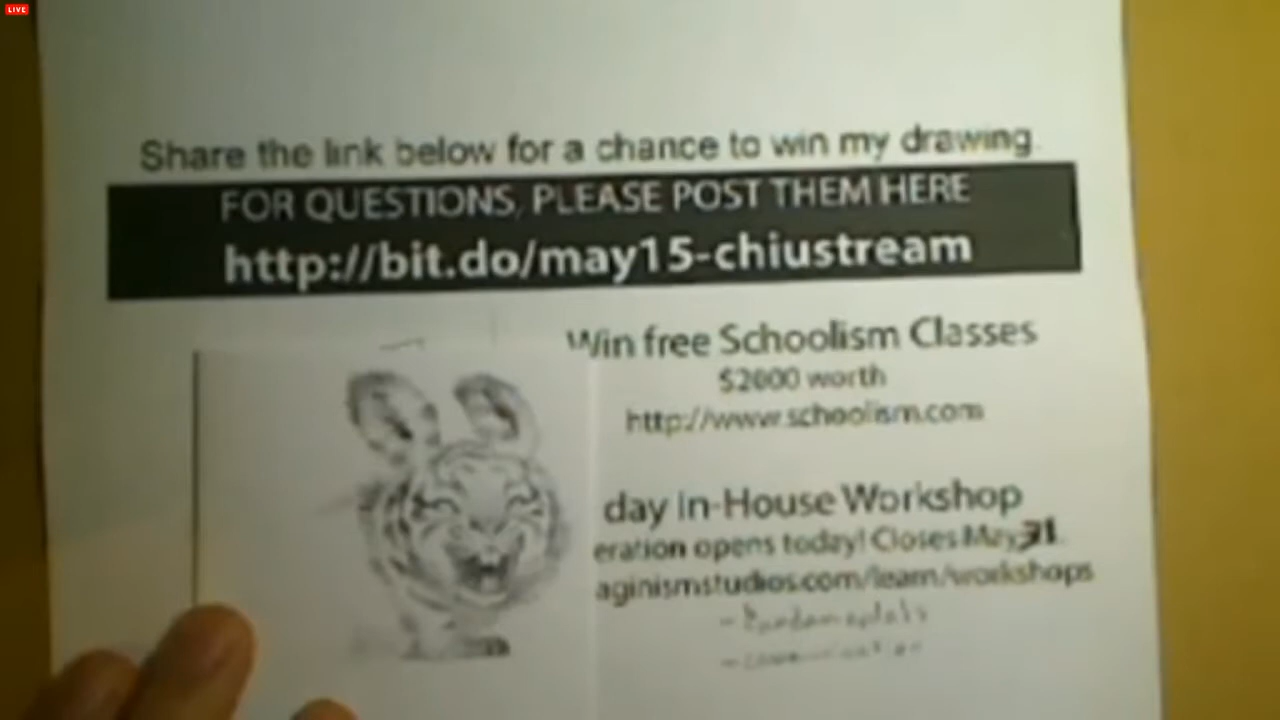 LIVE
Share the link below for a chance to win my drawing.
FOR QUESTIONS, PLEASE POST THEM HERE
http://bit.do/may15-chiustream
Win free Schoolism Classes
$2000 worth
http://www.schoolism.com
day In-House Workshop
eration opens today! Closes May 31
aginismstudios.com/learn/workshops
- Fundamentals